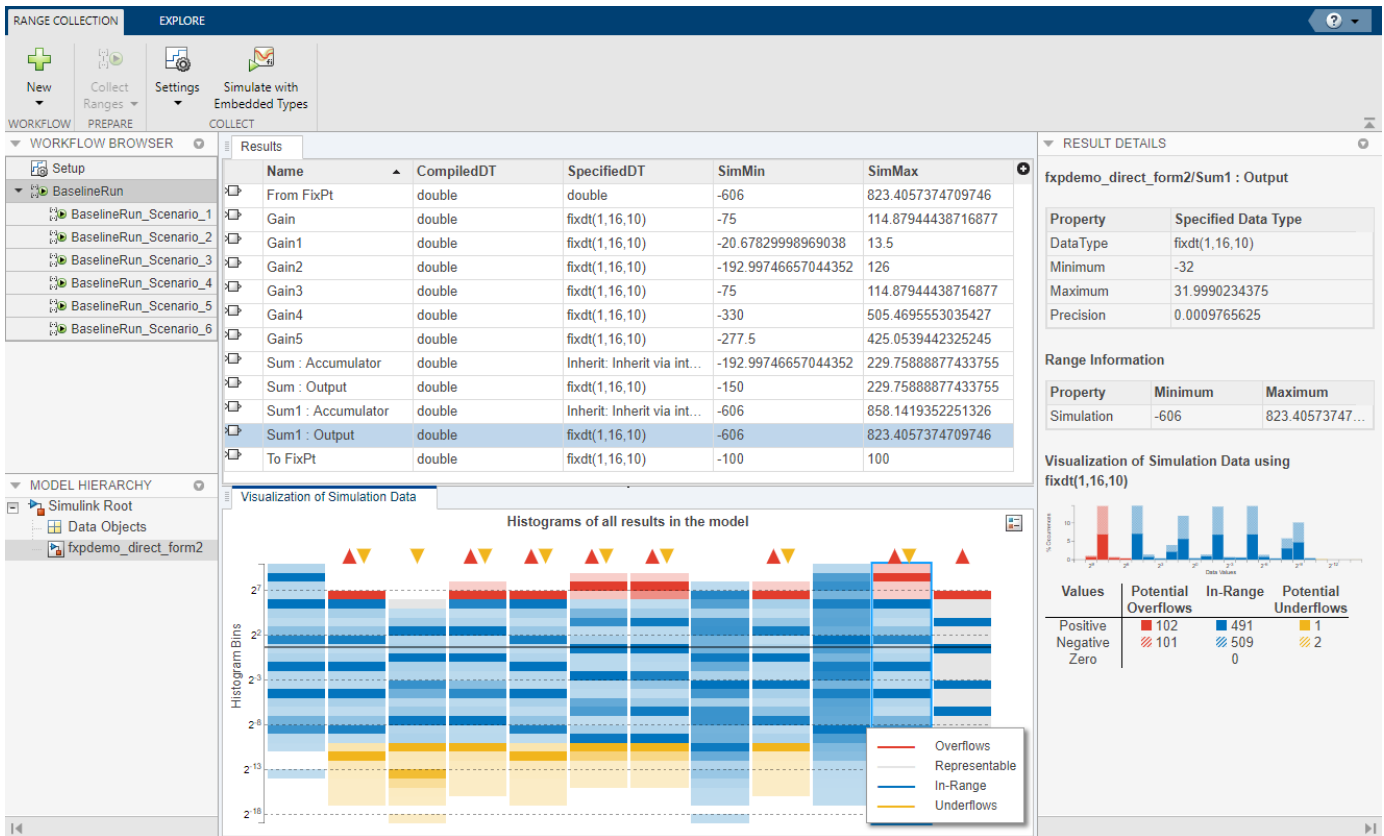 RANGE COLLECTION EXPLORE
?
New Collect Ranges Settings Simulate with Embedded Types
WORKFLOW PREPARE COLLECT
WORKFLOW BROWSER
Setup
BaselineRun
BaselineRun_Scenario_1
BaselineRun_Scenario_2
BaselineRun_Scenario_3
BaselineRun_Scenario_4
BaselineRun_Scenario_5
BaselineRun_Scenario_6
MODEL HIERARCHY
Simulink Root
Data Objects
fxpdemo_direct_form2
Results
Name CompiledDT SpecifiedDT SimMin SimMax
From FixPt double double -606 823.4057374709746
Gain double fixdt(1,16,10) -75 114.87944438716877
Gain1 double fixdt(1,16,10) -20.67829998969038 13.5
Gain2 double fixdt(1,16,10) -192.99746657044352 126
Gain3 double fixdt(1,16,10) -75 114.87944438716877
Gain4 double fixdt(1,16,10) -330 505.4695553035427
Gain5 double fixdt(1,16,10) -277.5 425.0539442325245
Sum : Accumulator double Inherit: Inherit via int... -192.99746657044352 229.75888877433755
Sum : Output double fixdt(1,16,10) -150 229.75888877433755
Sum1 : Accumulator double Inherit: Inherit via int... -606 858.1419352251326
Sum1 : Output double fixdt(1,16,10) -606 823.4057374709746
To FixPt double fixdt(1,16,10) -100 100
Visualization of Simulation Data
Histograms of all results in the model
Histogram Bins
2^7
2^2
2^-3
2^-8
2^-13
2^-18
Overflows
Representable
In-Range
Underflows
RESULT DETAILS
fxpdemo_direct_form2/Sum1 : Output
Property Specified Data Type
DataType fixdt(1,16,10)
Minimum -32
Maximum 31.9990234375
Precision 0.0009765625
Range Information
Property Minimum Maximum
Simulation -606 823.40573747...
Visualization of Simulation Data using
fixdt(1,16,10)
% Occurrences
10
5
0
Data Values
Values Potential Overflows In-Range Potential Underflows
Positive 102 491 1
Negative 101 509 2
Zero 0